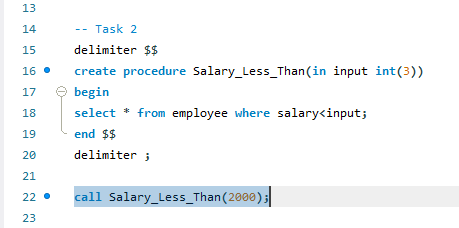 13
14 -- Task 2
15 delimiter $$
16 create procedure Salary_Less_Than(in input int(3))
17 begin
18 select * from employee where salary<input;
19 end $$
20 delimiter ;
21
22 call Salary_Less_Than(2000);
23